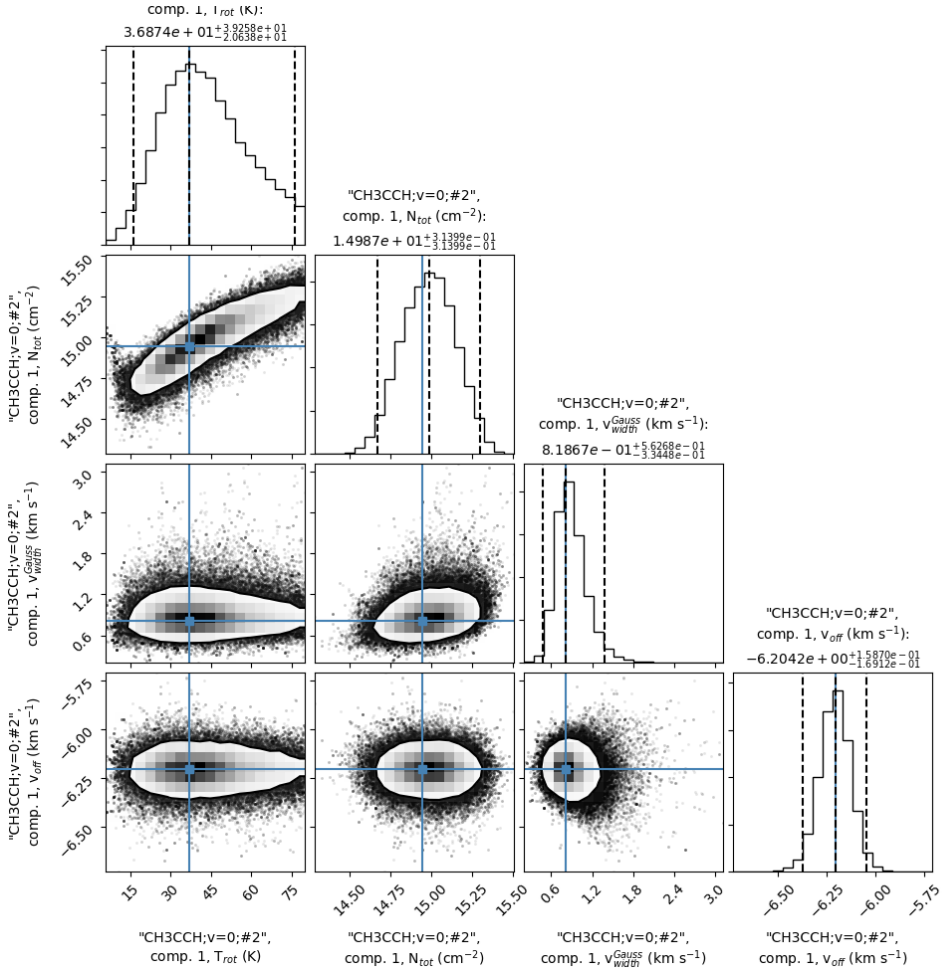 comp. 1, T_rot (K):
3.6874e + 01^{+3.9258e+01}_{−2.0638e+01}
"CH3CCH;v=0;#2",
comp. 1, N_tot (cm^{−2}):
1.4987e + 01^{+3.1399e−01}_{−3.1399e−01}
"CH3CCH;v=0;#2",
comp. 1, N_tot (cm^{−2})
15.50
15.25
15.00
14.75
14.50
"CH3CCH;v=0;#2",
comp. 1, v^{Gauss}_{width} (km s^{−1}):
8.1867e − 01^{+5.6268e−01}_{−3.3448e−01}
"CH3CCH;v=0;#2",
comp. 1, v^{Gauss}_{width} (km s^{−1})
3.0
2.4
1.8
1.2
0.6
"CH3CCH;v=0;#2",
comp. 1, v_off (km s^{−1}):
−6.2042e + 00^{+1.5870e−01}_{−1.6912e−01}
"CH3CCH;v=0;#2",
comp. 1, v_off (km s^{−1})
−5.75
−6.00
−6.25
−6.50
15 30 45 60 75
14.50 14.75 15.00 15.25 15.50
0.6 1.2 1.8 2.4 3.0
−6.50 −6.25 −6.00 −5.75
"CH3CCH;v=0;#2",
comp. 1, T_rot (K)
"CH3CCH;v=0;#2",
comp. 1, N_tot (cm^{−2})
"CH3CCH;v=0;#2",
comp. 1, v^{Gauss}_{width} (km s^{−1})
"CH3CCH;v=0;#2",
comp. 1, v_off (km s^{−1})